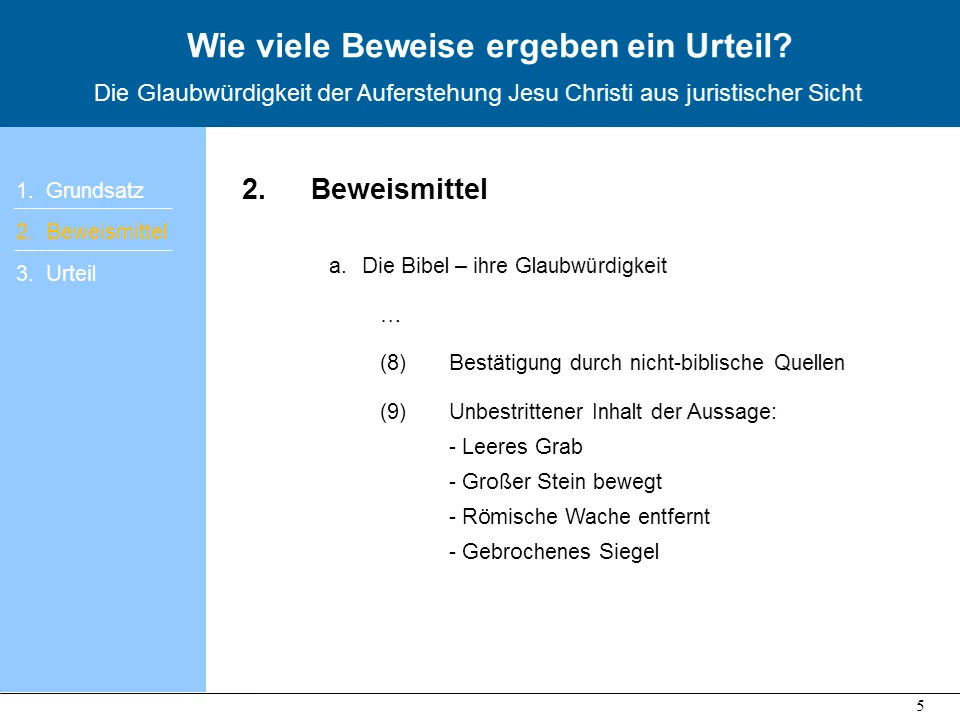 Wie viele Beweise ergeben ein Urteil?
Die Glaubwürdigkeit der Auferstehung Jesu Christi aus juristischer Sicht
1. Grundsatz
2. Beweismittel
3. Urteil
2. Beweismittel
a. Die Bibel – ihre Glaubwürdigkeit
…
(8) Bestätigung durch nicht-biblische Quellen
(9) Unbestrittener Inhalt der Aussage:
- Leeres Grab
- Großer Stein bewegt
- Römische Wache entfernt
- Gebrochenes Siegel
5